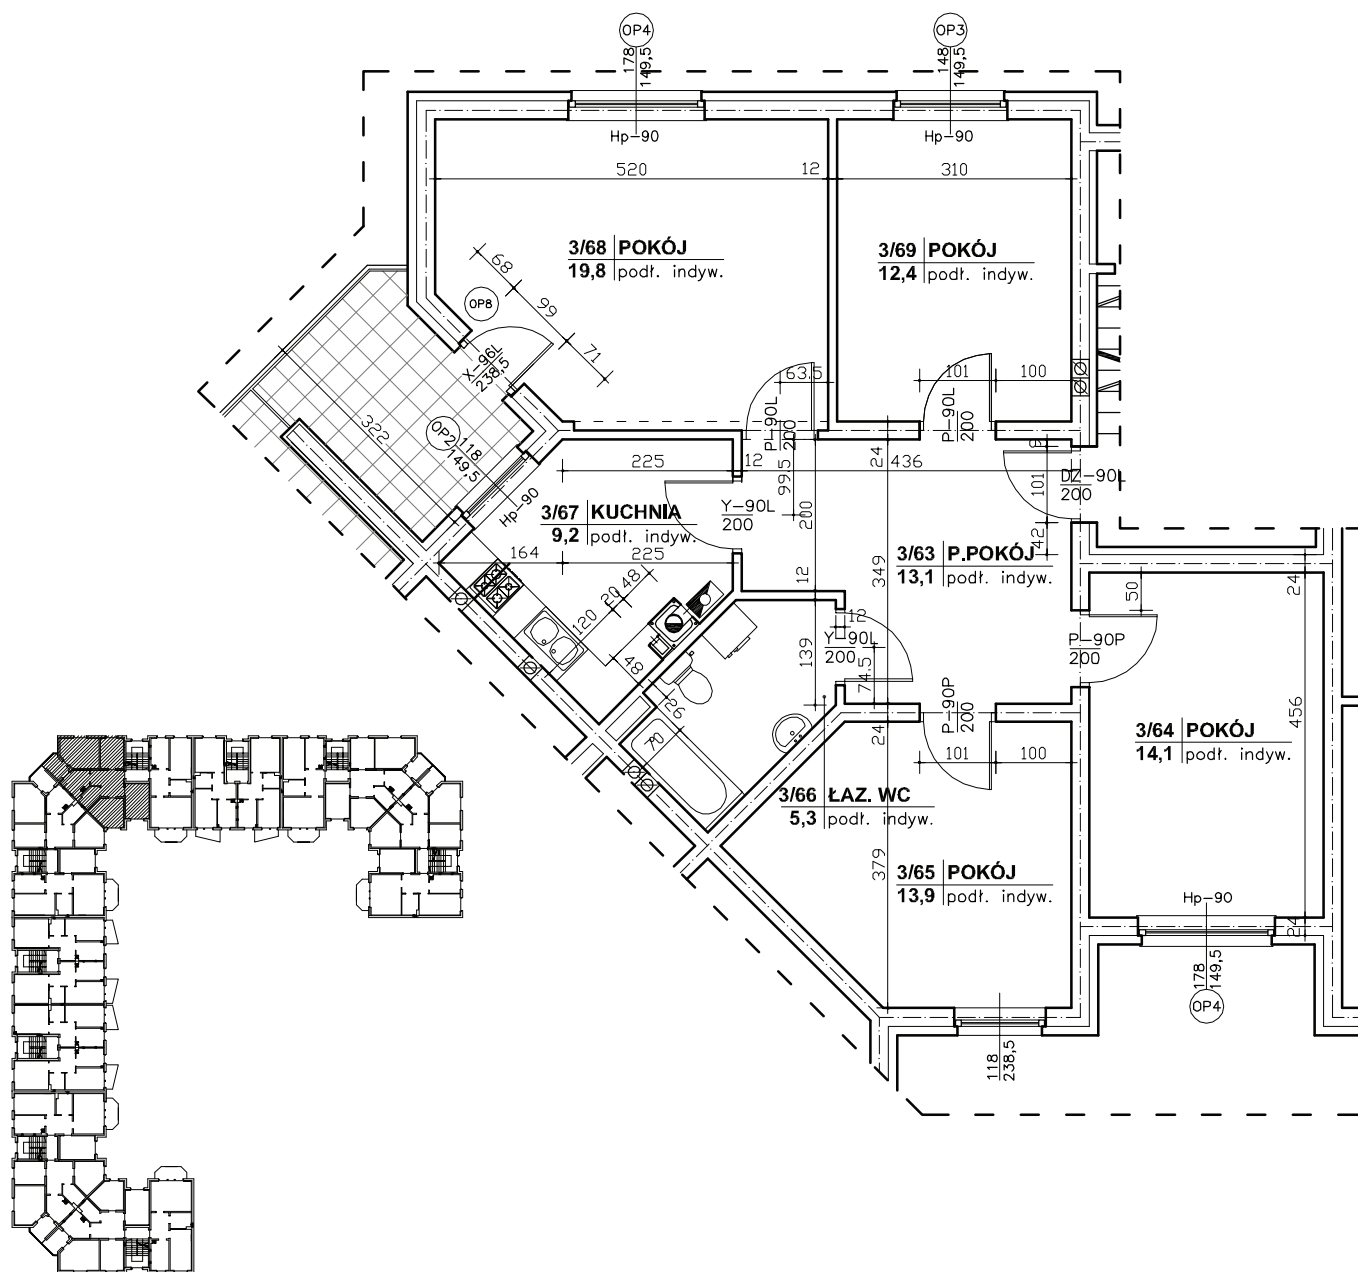 OP4
178
149,5
OP3
148
149,5
Hp-90
Hp-90
520
12
310
3/68 POKÓJ
19,8 podł. indyw.
3/69 POKÓJ
12,4 podł. indyw.
68
99
71
OP8
X-96L
238,5
322
OP2
118
149,5
Hp-90
63,5
P-90L
200
101
100
P-90L
200
225
12
24
436
9
99,5
200
Y-90L
200
101
DZ-90L
200
42
3/67 KUCHNIA
9,2 podł. indyw.
164
225
3/63 P.POKÓJ
13,1 podł. indyw.
349
12
48
20
120
48
26
70
139
12
Y-90L
200
74,5
24
50
P-90P
200
P-90P
200
24
101
100
456
3/64 POKÓJ
14,1 podł. indyw.
3/66 ŁAZ. WC
5,3 podł. indyw.
379
3/65 POKÓJ
13,9 podł. indyw.
Hp-90
24
178
149,5
OP4
118
238,5